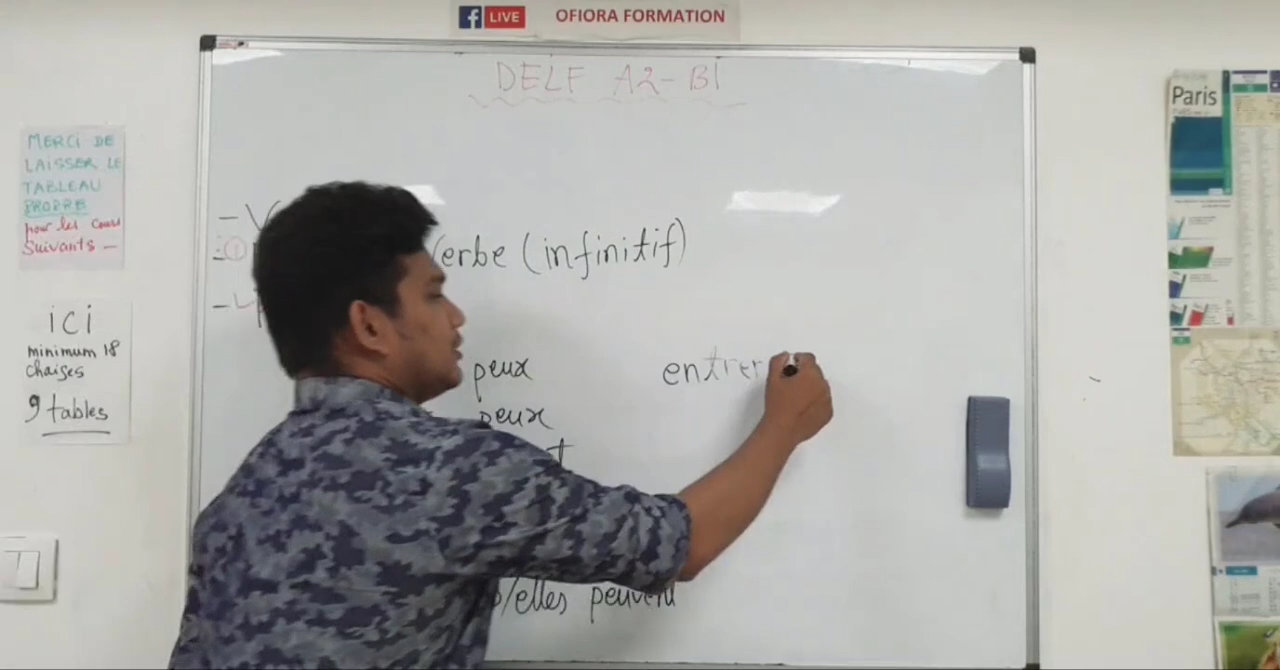 LIVE OFIORA FORMATION
DELF A2-B1
MERCI DE
LAISSER LE
TABLEAU
PROPRE
pour les cours
suivants -
ici
minimum 18
chaises
9 tables
verbe (infinitif)
peux
peux
entrer
/elles peuvent
Paris